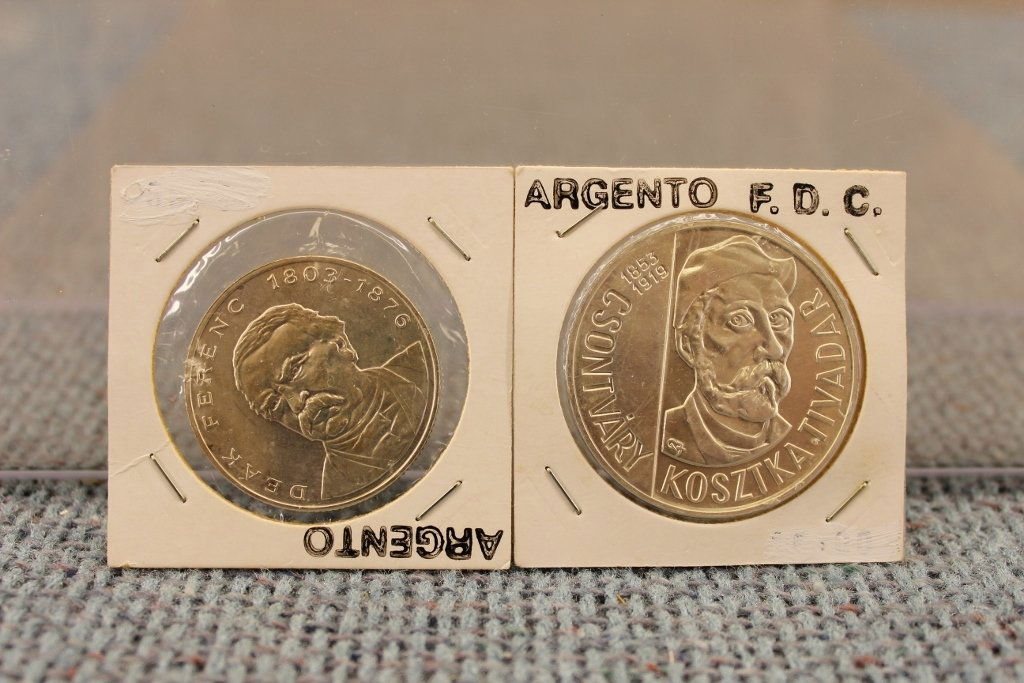 DEAK FERENC 1803-1876
ARGENTO
ARGENTO F. D. C.
1853
1919
CSONTVÁRY
KOSZTKA.TIVADAR